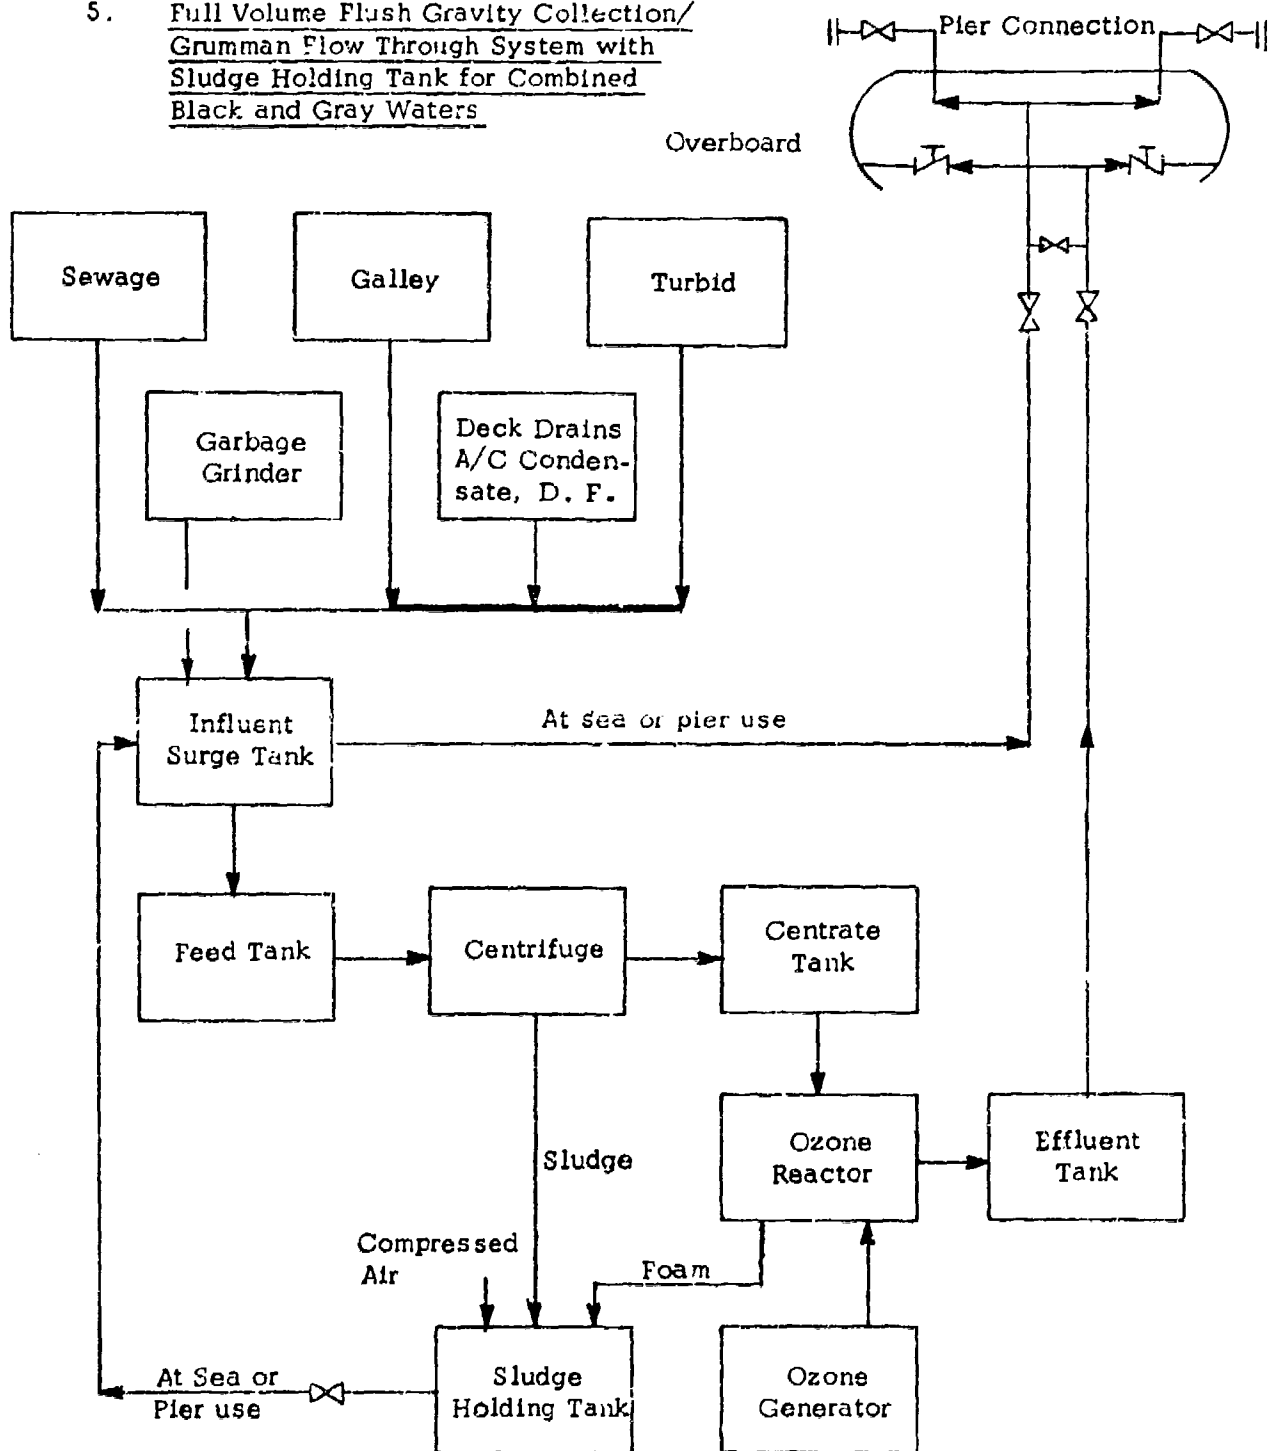 5. Full Volume Flush Gravity Collection/
Grumman Flow Through System with
Sludge Holding Tank for Combined
Black and Gray Waters
Pier Connection
Overboard
Sewage
Galley
Turbid
Garbage
Grinder
Deck Drains
A/C Conden-
sate, D. F.
Influent
Surge Tank
At sea or pier use
Feed Tank
Centrifuge
Centrate
Tank
Ozone
Reactor
Effluent
Tank
Sludge
Compressed
Air
Foam
At Sea or
Pier use
Sludge
Holding Tank
Ozone
Generator